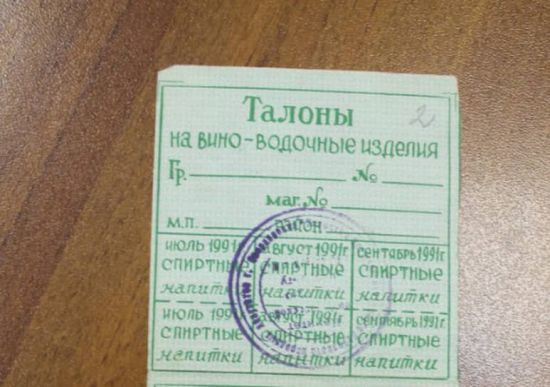 Талоны 2
на вино-водочные изделия
Гр. №
маг. №
м.п. район
июль 1991г август 1991г сентябрь 1991г
спиртные спиртные спиртные
напитки напитки напитки
июль 1991г август 1991г сентябрь 1991г
спиртные спиртные спиртные
напитки напитки напитки